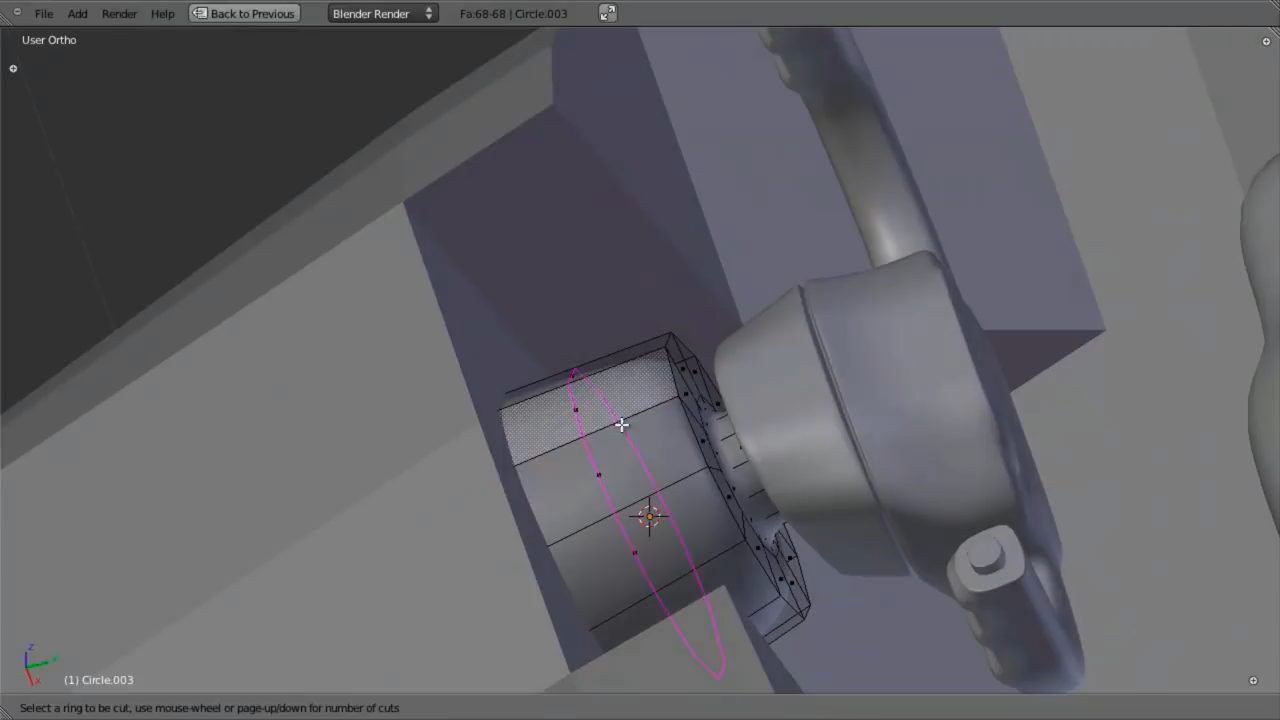 File Add Render Help Back to Previous Blender Render Fa:68-68 | Circle.003
User Ortho
z
y
x
(1) Circle.003
Select a ring to be cut, use mouse-wheel or page-up/down for number of cuts